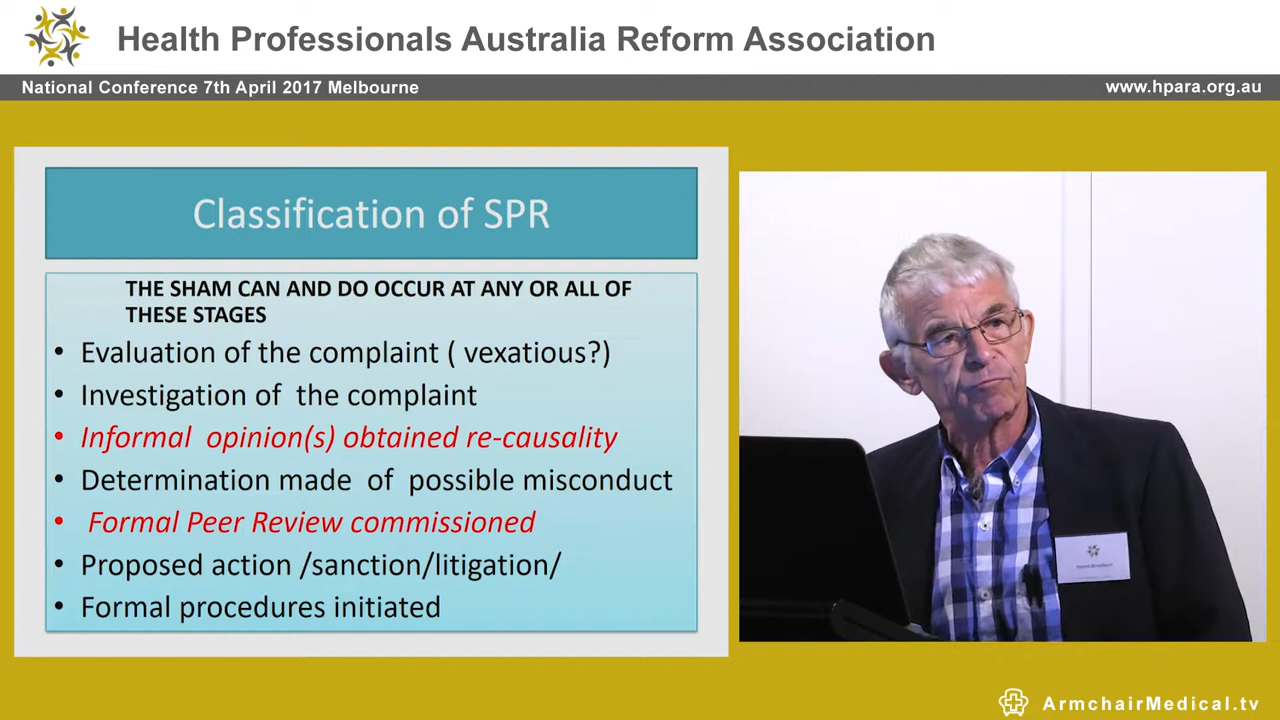 Health Professionals Australia Reform Association
National Conference 7th April 2017 Melbourne
www.hpara.org.au
Classification of SPR
THE SHAM CAN AND DO OCCUR AT ANY OR ALL OF
THESE STAGES
• Evaluation of the complaint ( vexatious?)
• Investigation of the complaint
• Informal opinion(s) obtained re-causality
• Determination made of possible misconduct
• Formal Peer Review commissioned
• Proposed action /sanction/litigation/
• Formal procedures initiated
ArmchairMedical.tv